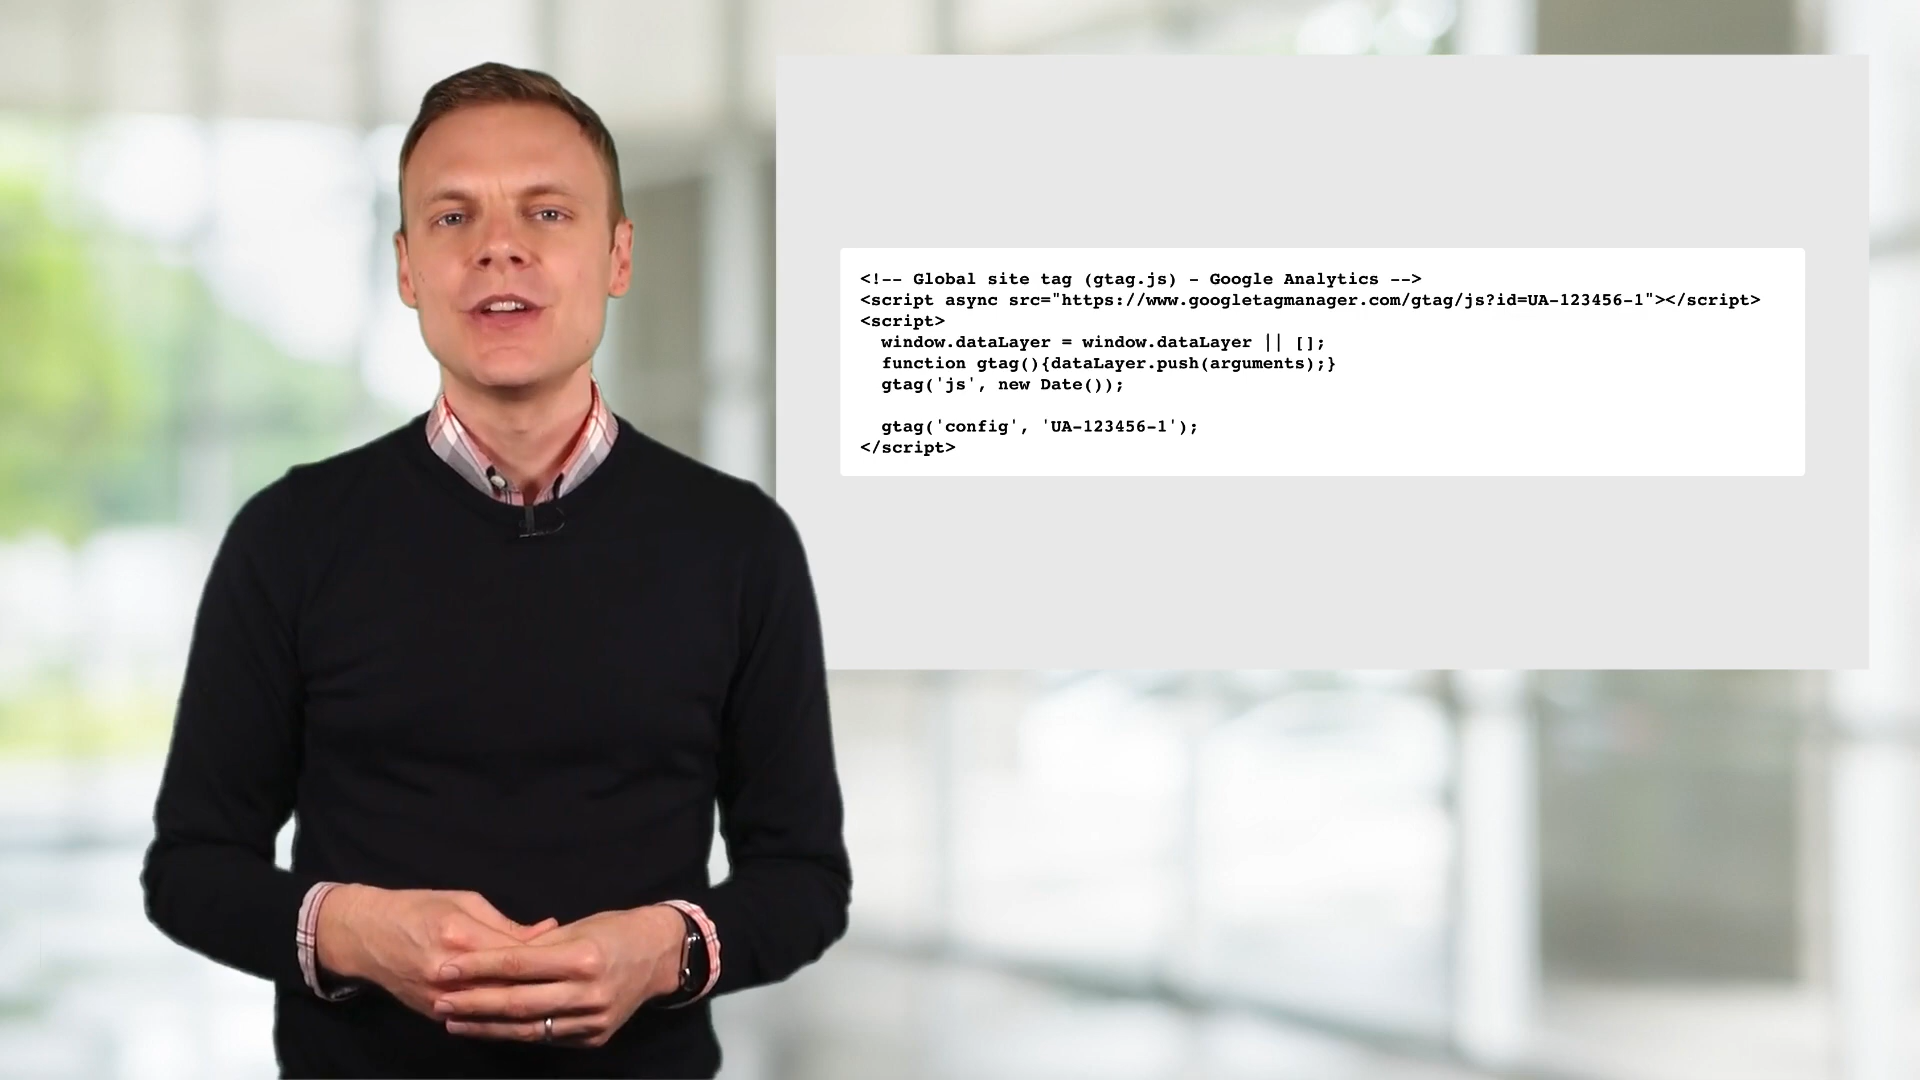 <!-- Global site tag (gtag.js) - Google Analytics -->
<script async src="https://www.googletagmanager.com/gtag/js?id=UA-123456-1"></script>
<script>
  window.dataLayer = window.dataLayer || [];
  function gtag(){dataLayer.push(arguments);}
  gtag('js', new Date());

  gtag('config', 'UA-123456-1');
</script>